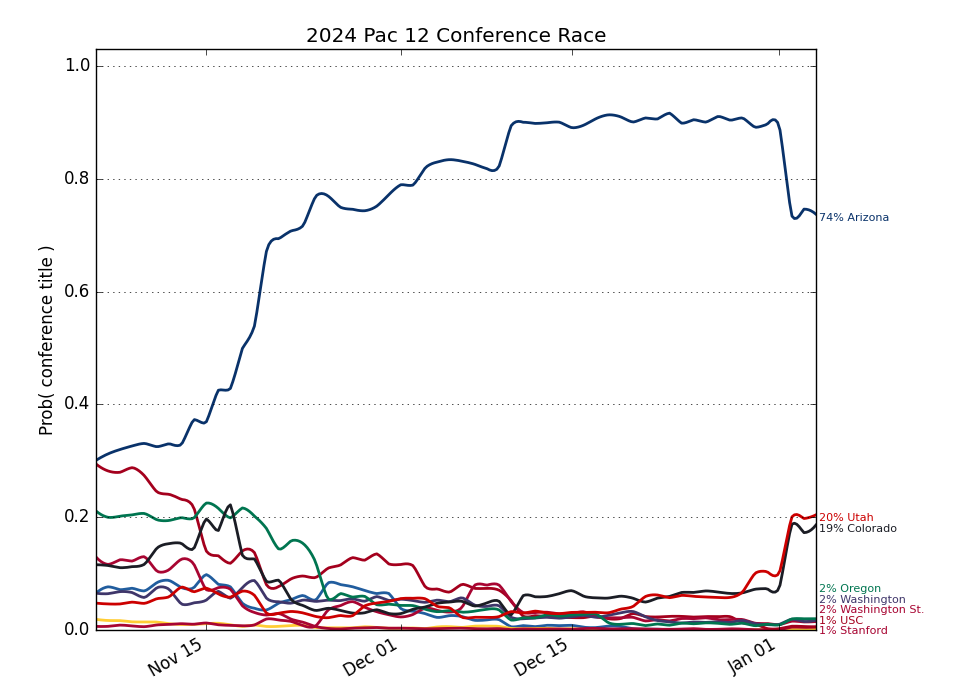 2024 Pac 12 Conference Race
Prob( conference title )
1.0
0.8
0.6
0.4
0.2
0.0
74% Arizona
20% Utah
19% Colorado
2% Oregon
2% Washington
2% Washington St.
1% USC
1% Stanford
Nov 15
Dec 01
Dec 15
Jan 01